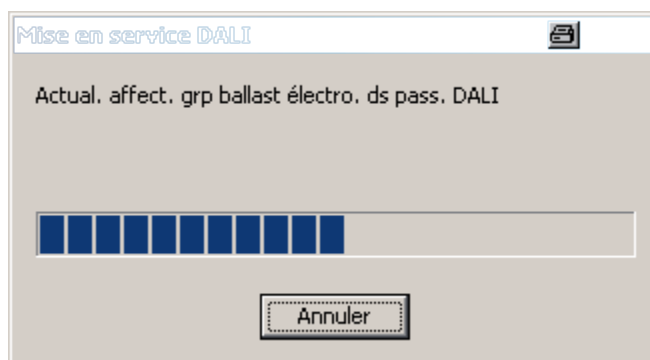 Mise en service DALI
Actual. affect. grp ballast électro. ds pass. DALI
Annuler